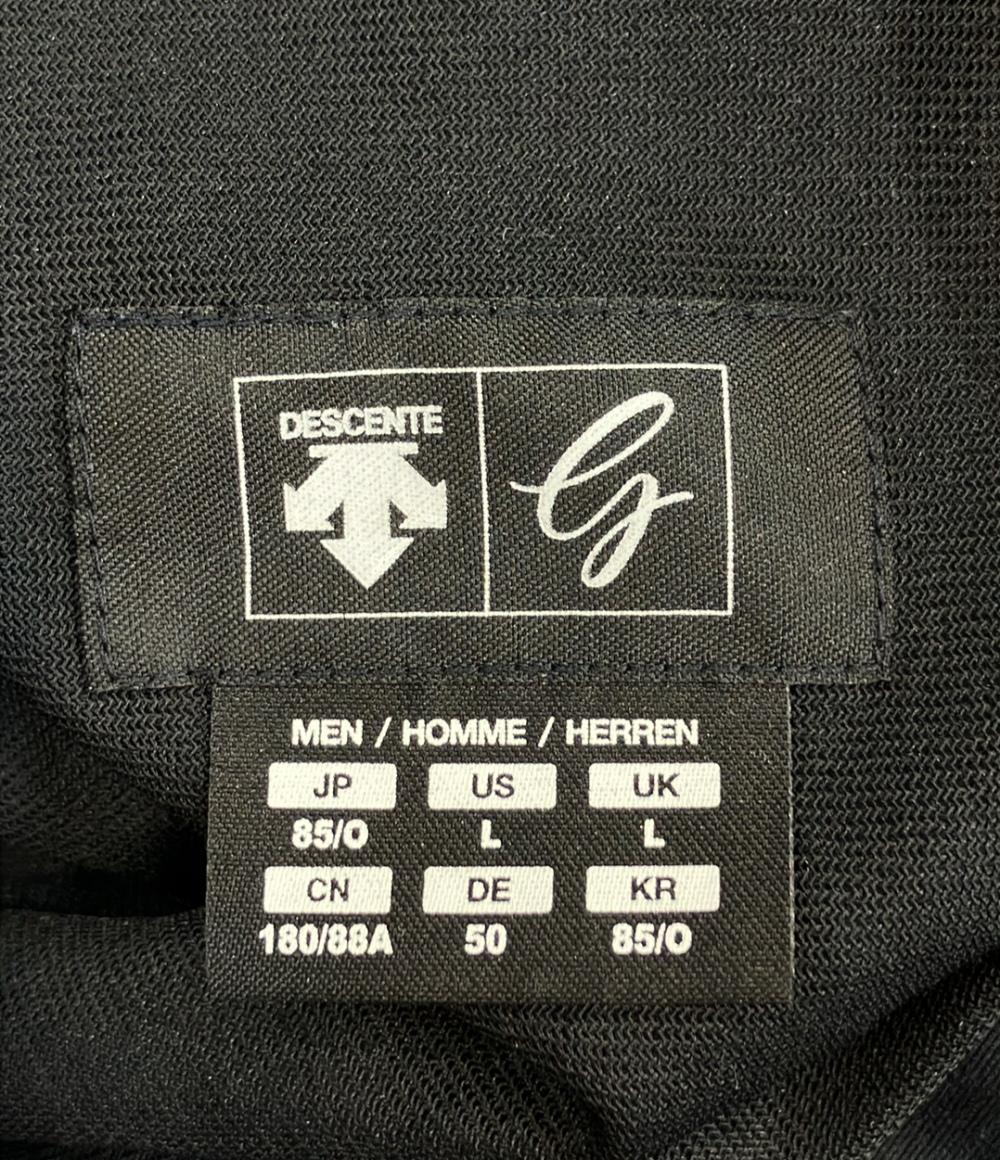 DESCENTE
G
MEN / HOMME / HERREN
JP US UK
85/O L L
CN DE KR
180/88A 50 85/O